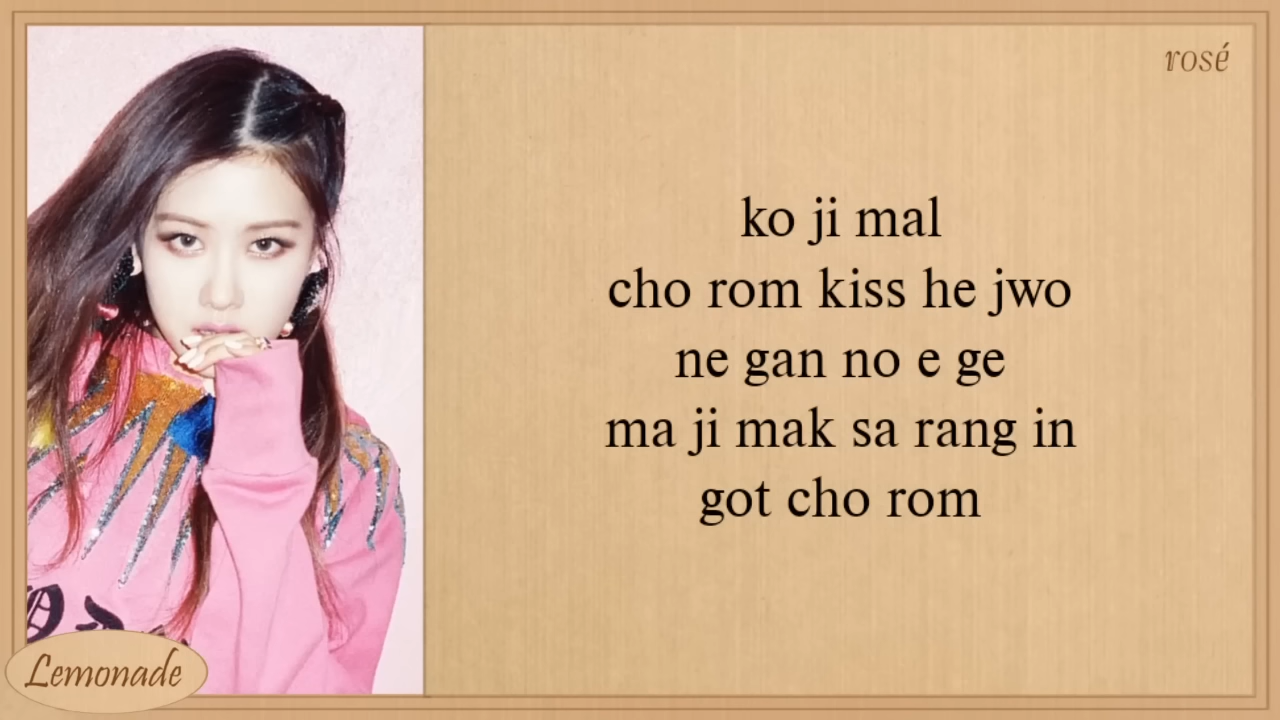 rosé
ko ji mal
cho rom kiss he jwo
ne gan no e ge
ma ji mak sa rang in
got cho rom
Lemonade